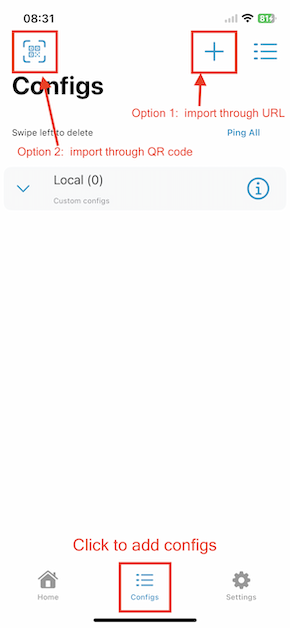 08:31
81
Configs
Option 1: import through URL
Swipe left to delete
Ping All
Option 2: import through QR code
Local (0)
Custom configs
Click to add configs
Home
Configs
Settings